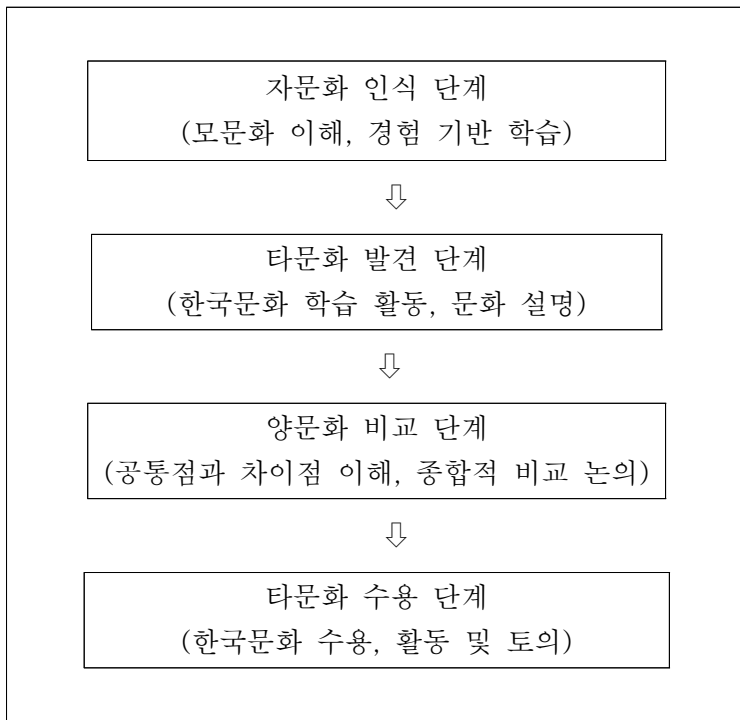 자문화 인식 단계
(모문화 이해, 경험 기반 학습)
⇩
타문화 발견 단계
(한국문화 학습 활동, 문화 설명)
⇩
양문화 비교 단계
(공통점과 차이점 이해, 종합적 비교 논의)
⇩
타문화 수용 단계
(한국문화 수용, 활동 및 토의)